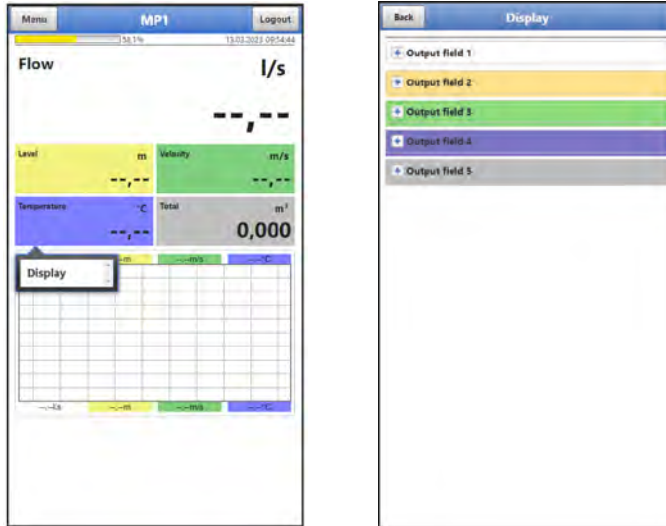 Menu MP1 Logout
58,1% 13.03.2023 09:54:44
Flow l/s
--,--
Level m Velocity m/s
--,-- --,--
Temperature °C Total m³
--,-- 0,000
Display
--,--m --,--m/s --,--°C
--,--l/s --,--m --,--m/s --,--°C
Back Display
Output field 1
Output field 2
Output field 3
Output field 4
Output field 5